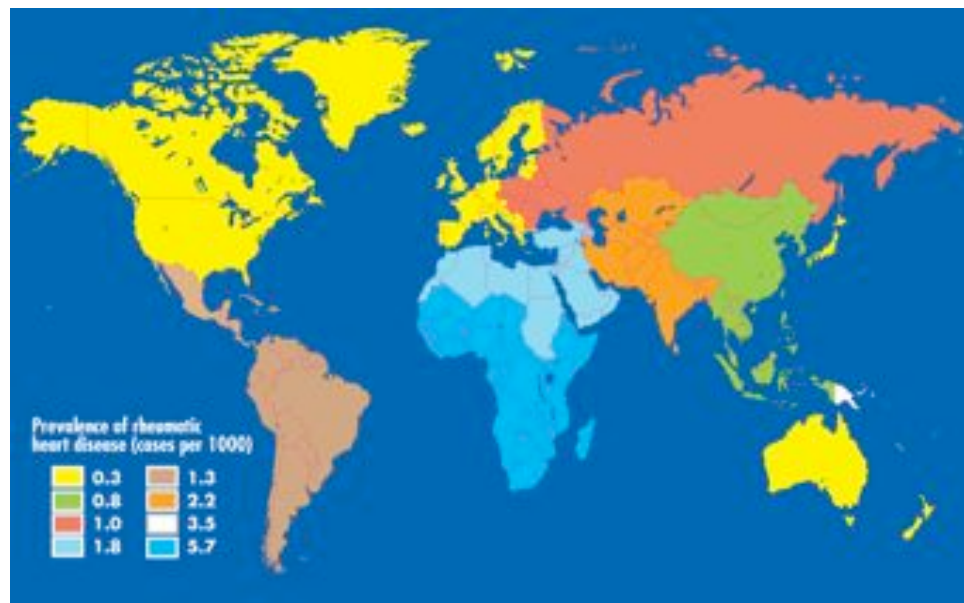 Prevalence of rheumatic
heart disease (cases per 1000)
0.3 1.3
0.8 2.2
1.0 3.5
1.8 5.7